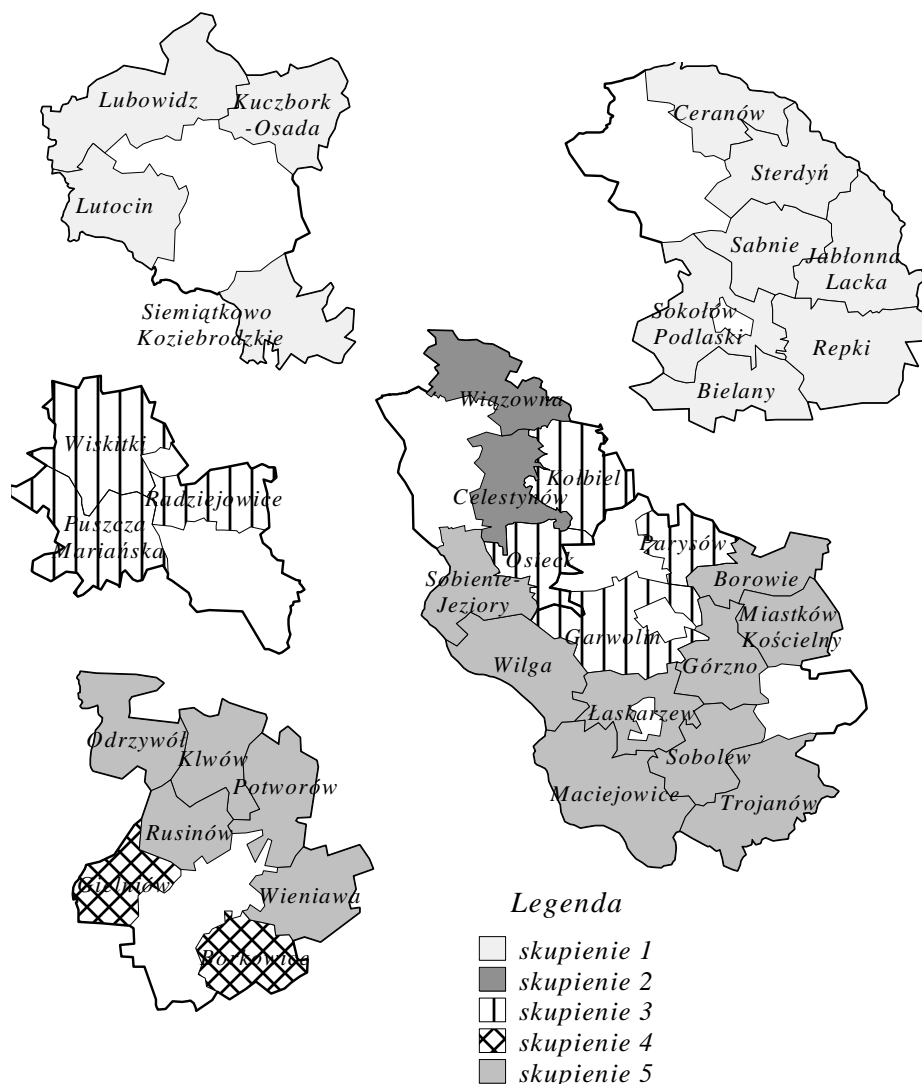 Lubowidz
Kuczbork
-Osada
Lutocin
Siemiątkowo
Koziebrodzkie
Ceranów
Sterdyń
Sabnie
Jabłonna
Lacka
Sokołów
Podlaski
Repki
Bielany
Wiskitki
Radziejowice
Puszcza
Mariańska
Wiązowna
Kołbiel
Celestynów
Osieck
Parysów
Sobienie-
Jeziory
Borowie
Miastków
Kościelny
Garwolin
Wilga
Górzno
Łaskarzew
Sobolew
Maciejowice
Trojanów
Odrzywół
Klwów
Potworów
Rusinów
Gielniów
Wieniawa
Borkowice
Legenda
skupienie 1
skupienie 2
skupienie 3
skupienie 4
skupienie 5